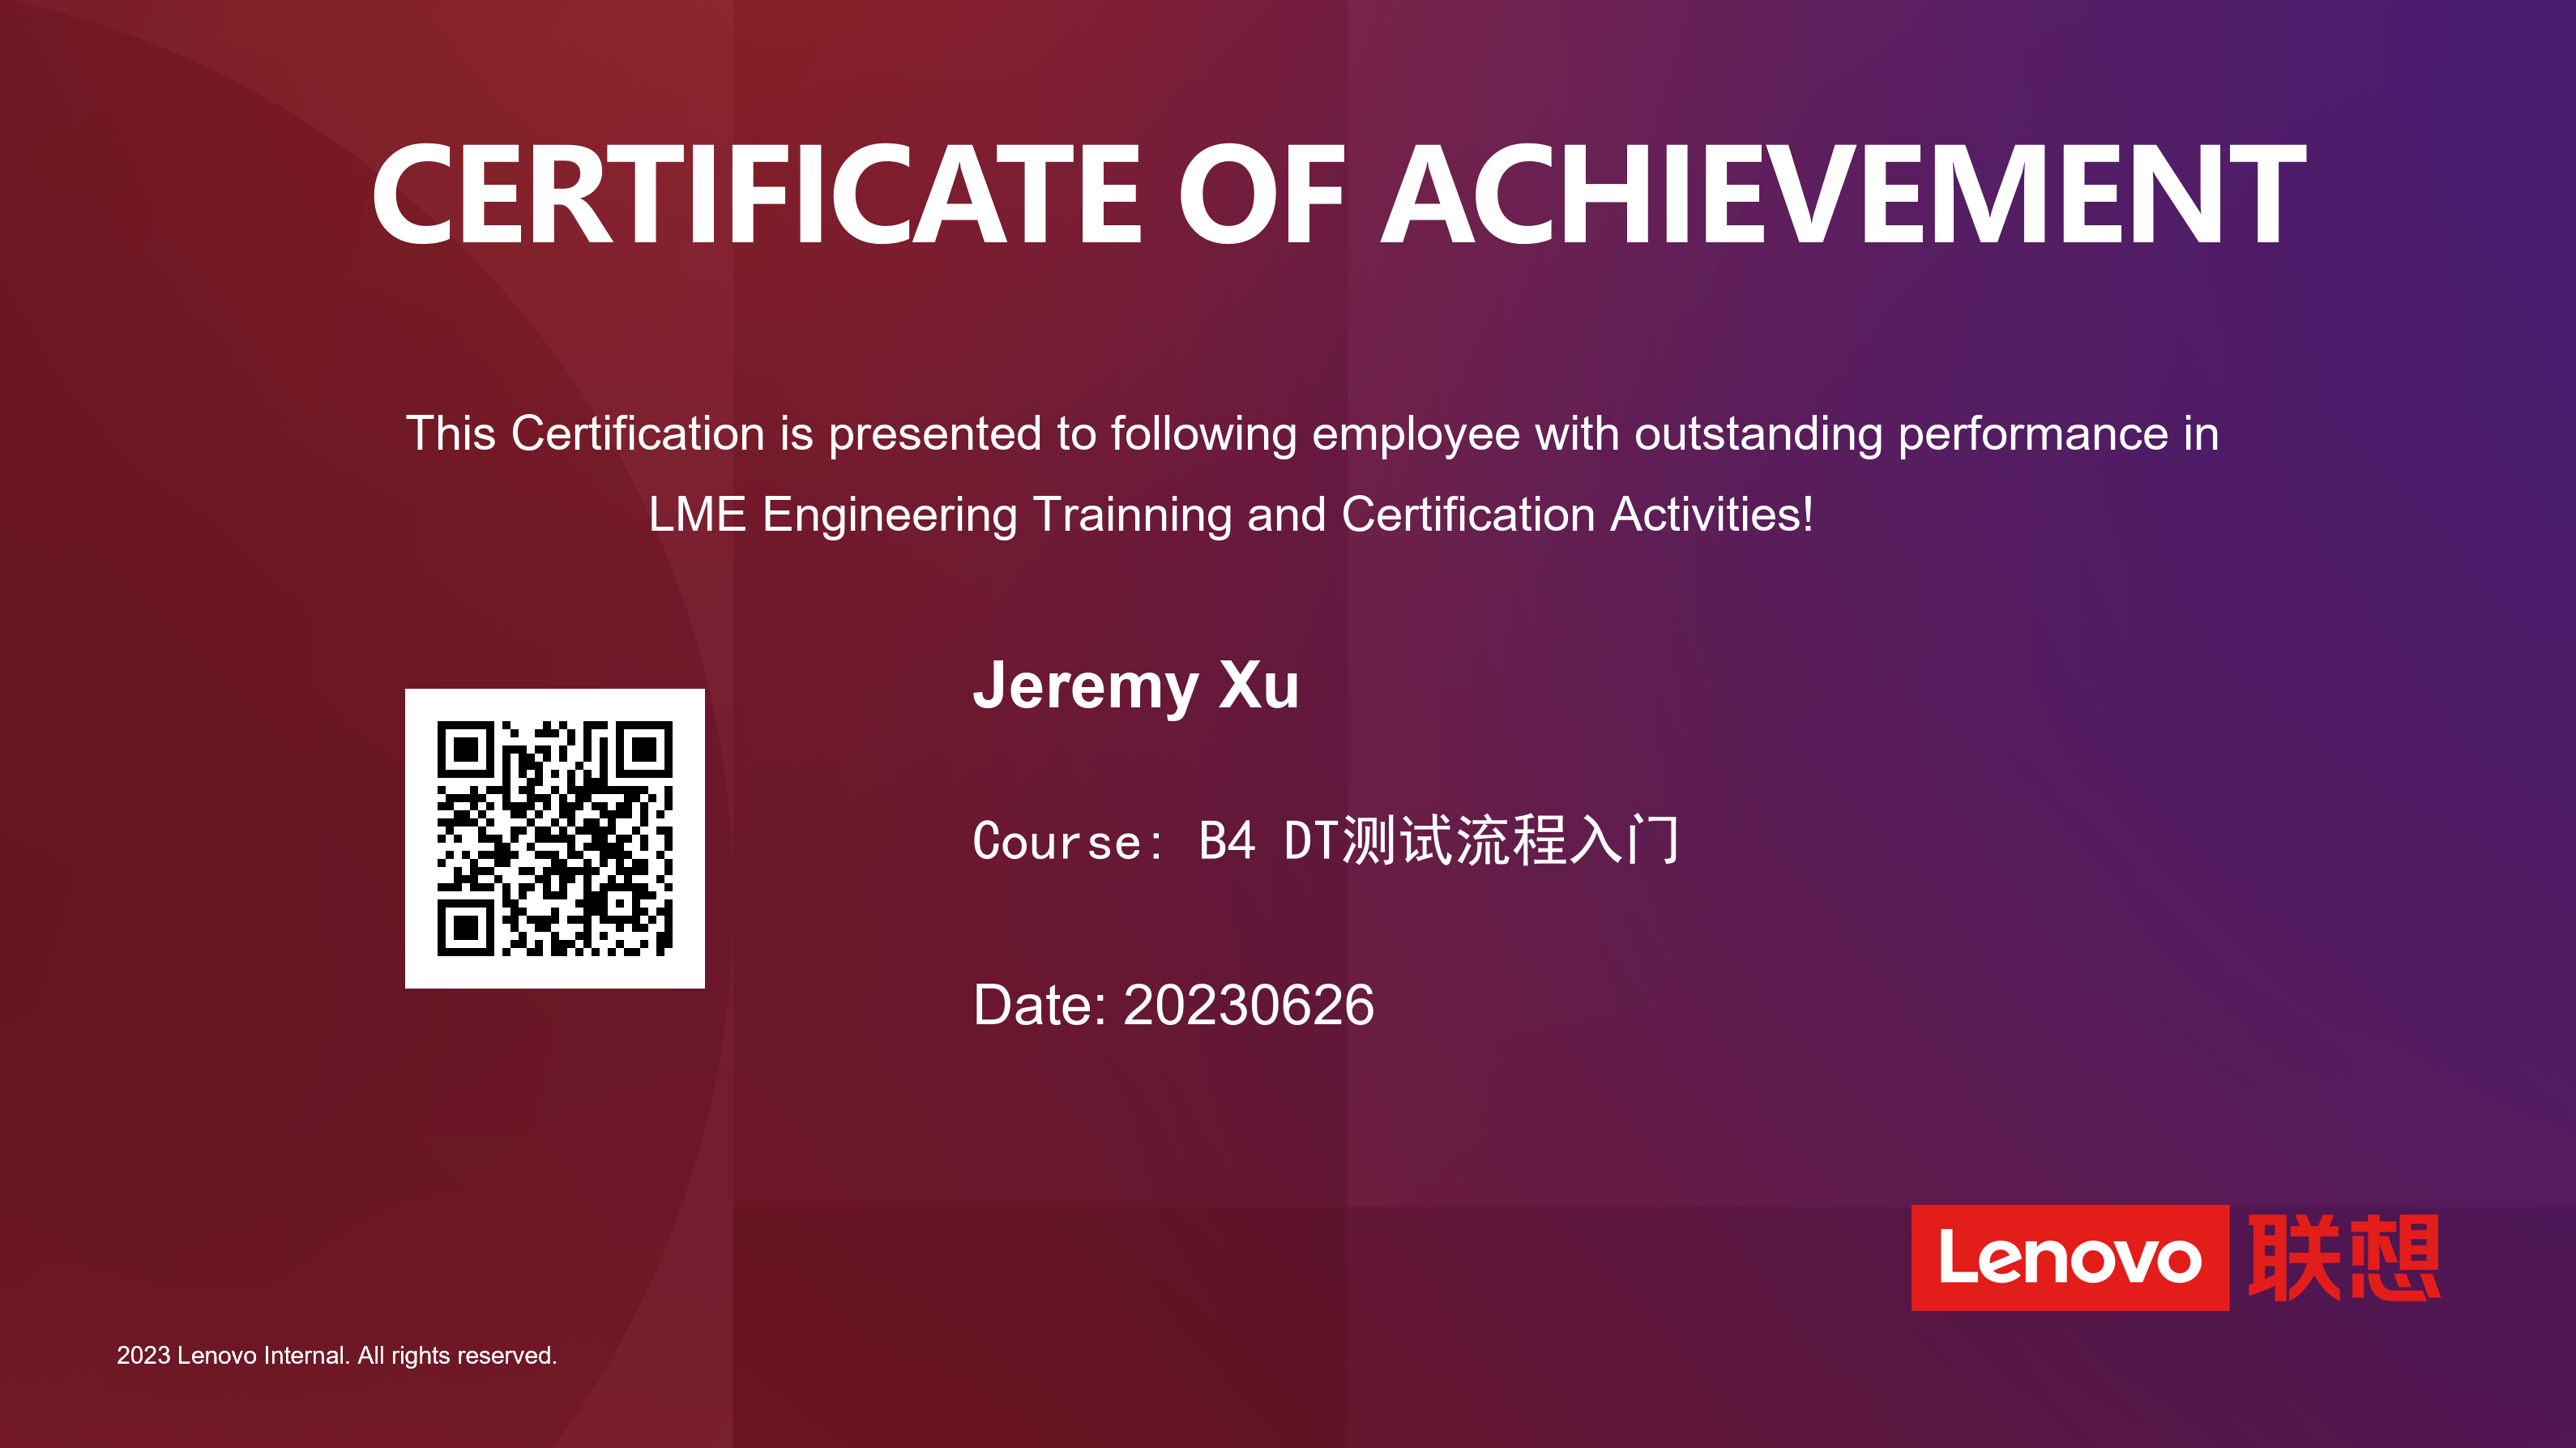 CERTIFICATE OF ACHIEVEMENT
This Certification is presented to following employee with outstanding performance in
LME Engineering Trainning and Certification Activities!
Jeremy Xu
Course: B4 DT测试流程入门
Date: 20230626
Lenovo 联想
2023 Lenovo Internal. All rights reserved.